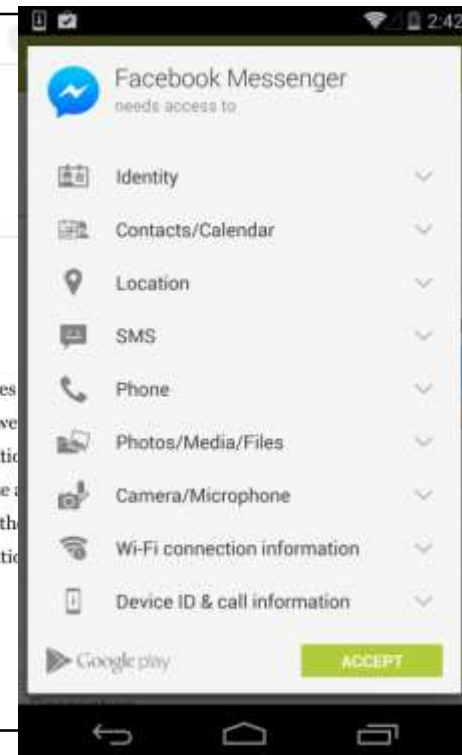 2:42
Facebook Messenger
needs access to
Identity
Contacts/Calendar
Location
SMS
Phone
Photos/Media/Files
Camera/Microphone
Wi-Fi connection information
Device ID & call information
Google play
ACCEPT